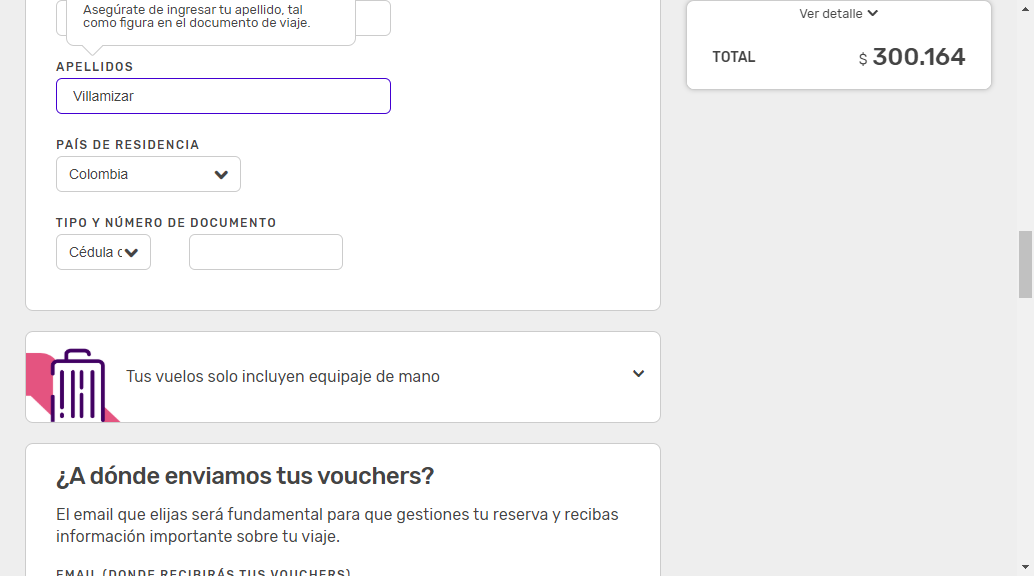 Asegúrate de ingresar tu apellido, tal
como figura en el documento de viaje.
Ver detalle
TOTAL
$ 300.164
APELLIDOS
Villamizar
PAÍS DE RESIDENCIA
Colombia
TIPO Y NÚMERO DE DOCUMENTO
Cédula c
Tus vuelos solo incluyen equipaje de mano
¿A dónde enviamos tus vouchers?
El email que elijas será fundamental para que gestiones tu reserva y recibas
información importante sobre tu viaje.
EMAIL (DONDE RECIBIRÁS TUS VOUCHERS)